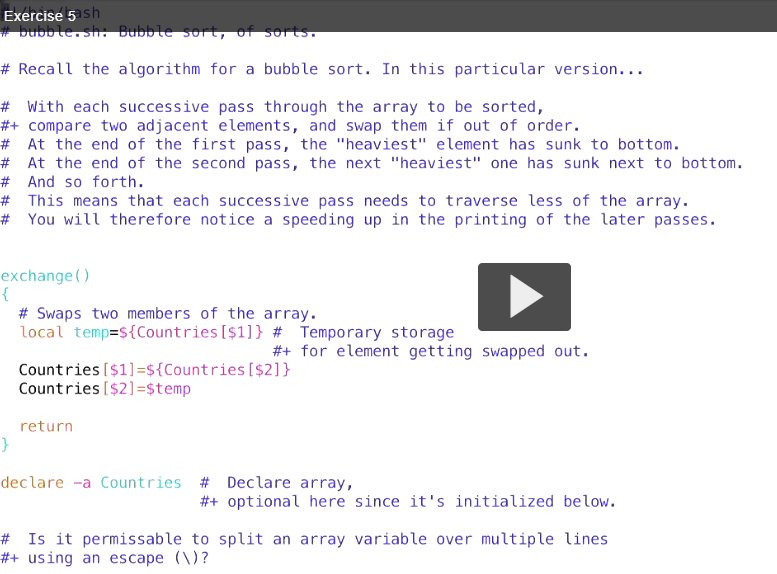 Exercise 5
#!/bin/bash
# bubble.sh: Bubble sort, of sorts.
# Recall the algorithm for a bubble sort. In this particular version...
#  With each successive pass through the array to be sorted,
#+ compare two adjacent elements, and swap them if out of order.
#  At the end of the first pass, the "heaviest" element has sunk to bottom.
#  At the end of the second pass, the next "heaviest" one has sunk next to bottom.
#  And so forth.
#  This means that each successive pass needs to traverse less of the array.
#  You will therefore notice a speeding up in the printing of the later passes.
exchange()
{
  # Swaps two members of the array.
  local temp=${Countries[$1]} #  Temporary storage
                              #+ for element getting swapped out.
  Countries[$1]=${Countries[$2]}
  Countries[$2]=$temp
  return
}
declare -a Countries  #  Declare array,
                      #+ optional here since it's initialized below.
#  Is it permissable to split an array variable over multiple lines
#+ using an escape (\)?